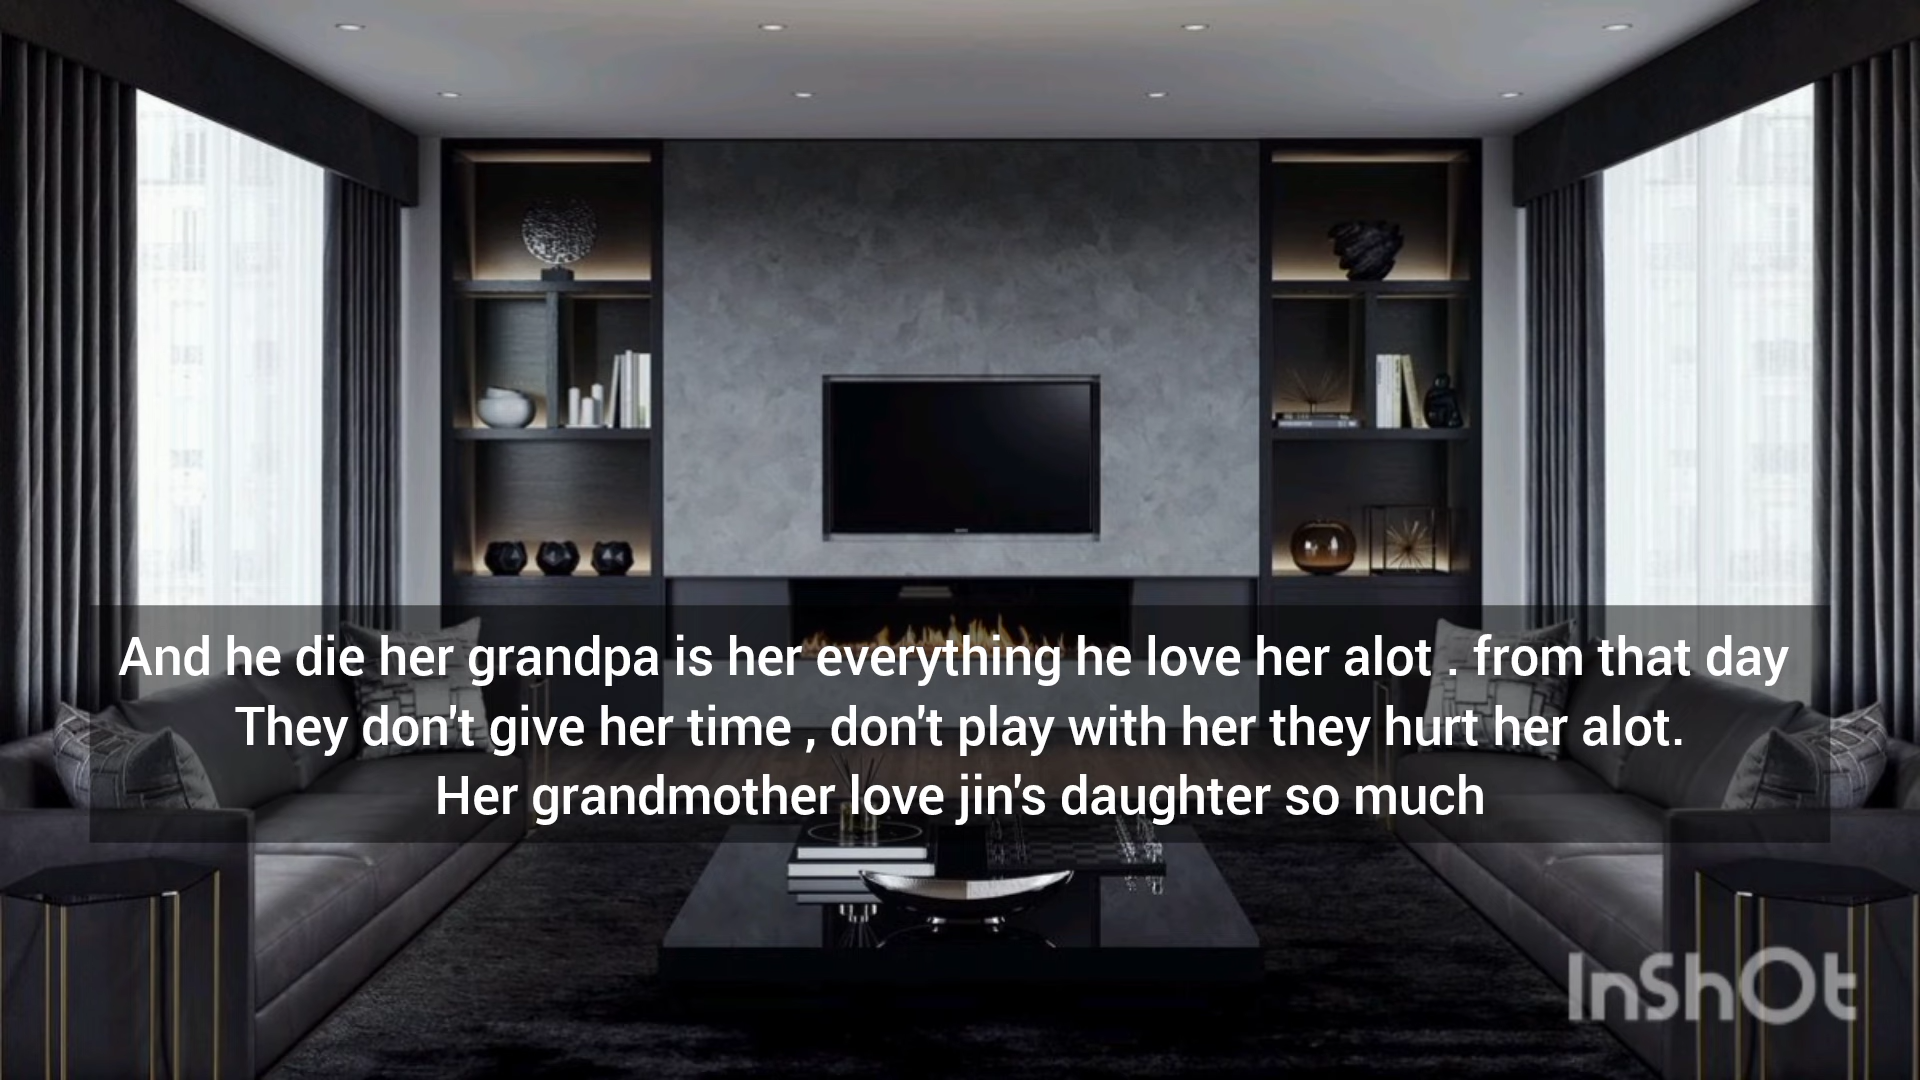 And he die her grandpa is her everything he love her alot . from that day
They don't give her time , don't play with her they hurt her alot.
Her grandmother love jin's daughter so much
InShOt